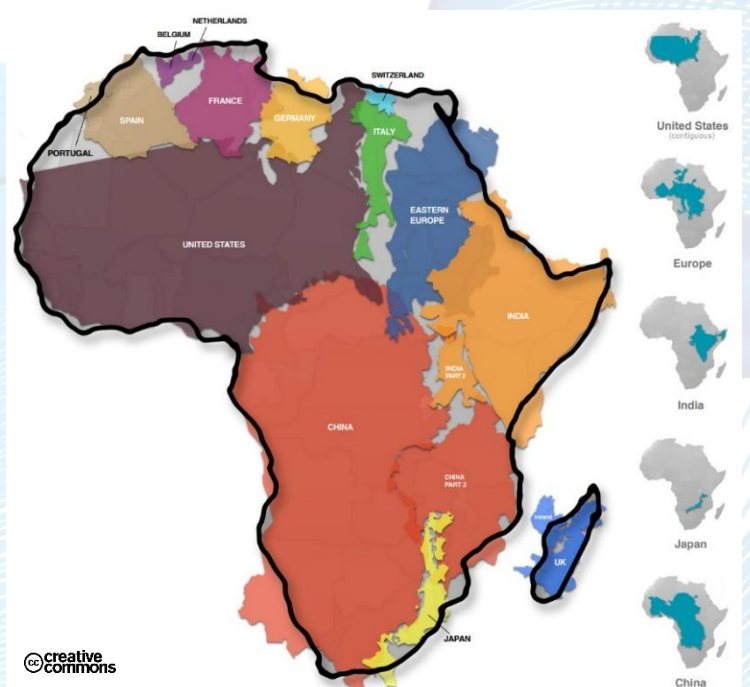 NETHERLANDS
BELGIUM
SWITZERLAND
FRANCE
SPAIN
GERMANY
ITALY
PORTUGAL
EASTERN
EUROPE
UNITED STATES
INDIA
INDIA
PART 2
CHINA
CHINA
PART 2
Ireland
UK
JAPAN
United States
(contiguous)
Europe
India
Japan
China
cc creative
commons